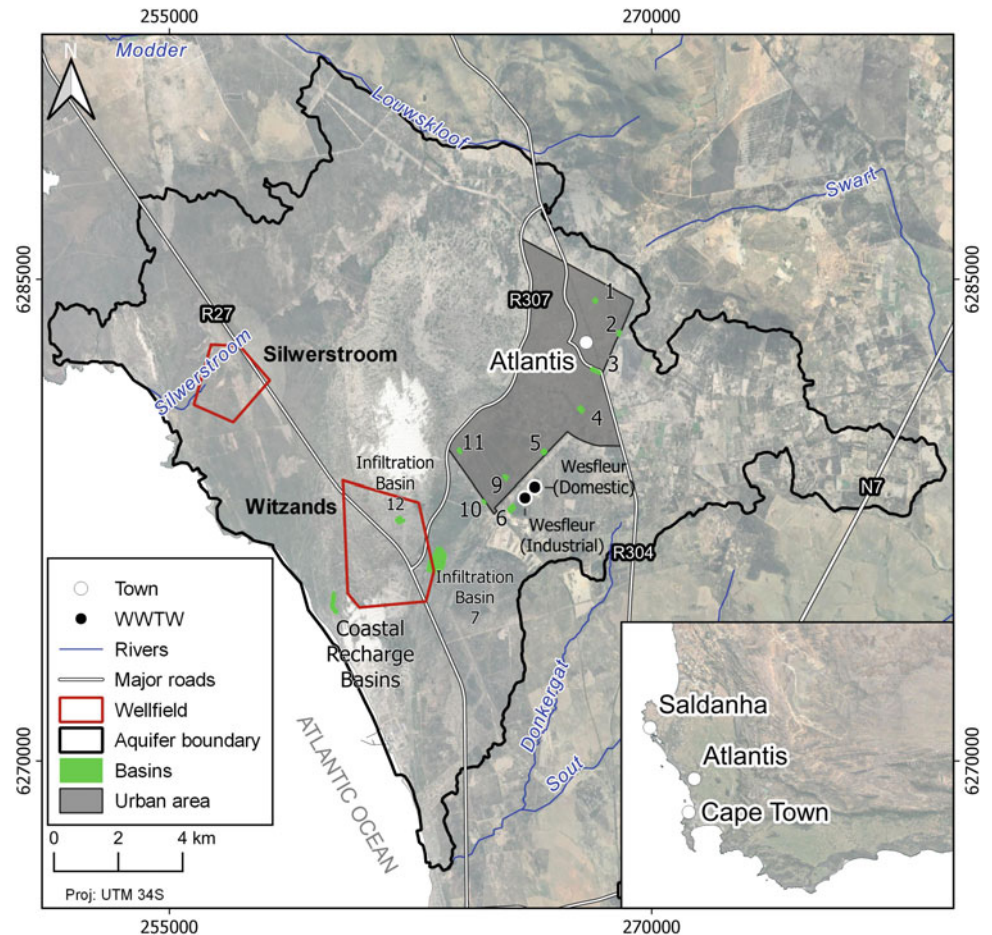 255000
270000
N
Modder
Louwskloof
Swart
6285000
6285000
R307
R27
1
2
3
4
5
6
9
10
11
Atlantis
Silwerstroom
Silwerstroom
Infiltration
Basin
12
Witzands
Wesfleur
(Domestic)
Wesfleur
(Industrial)
N7
R304
Infiltration
Basin
7
Coastal
Recharge
Basins
Donkergat
Sout
ATLANTIC OCEAN
6270000
6270000
Town
WWTW
Rivers
Major roads
Wellfield
Aquifer boundary
Basins
Urban area
0 2 4 km
Proj: UTM 34S
Saldanha
Atlantis
Cape Town
255000
270000